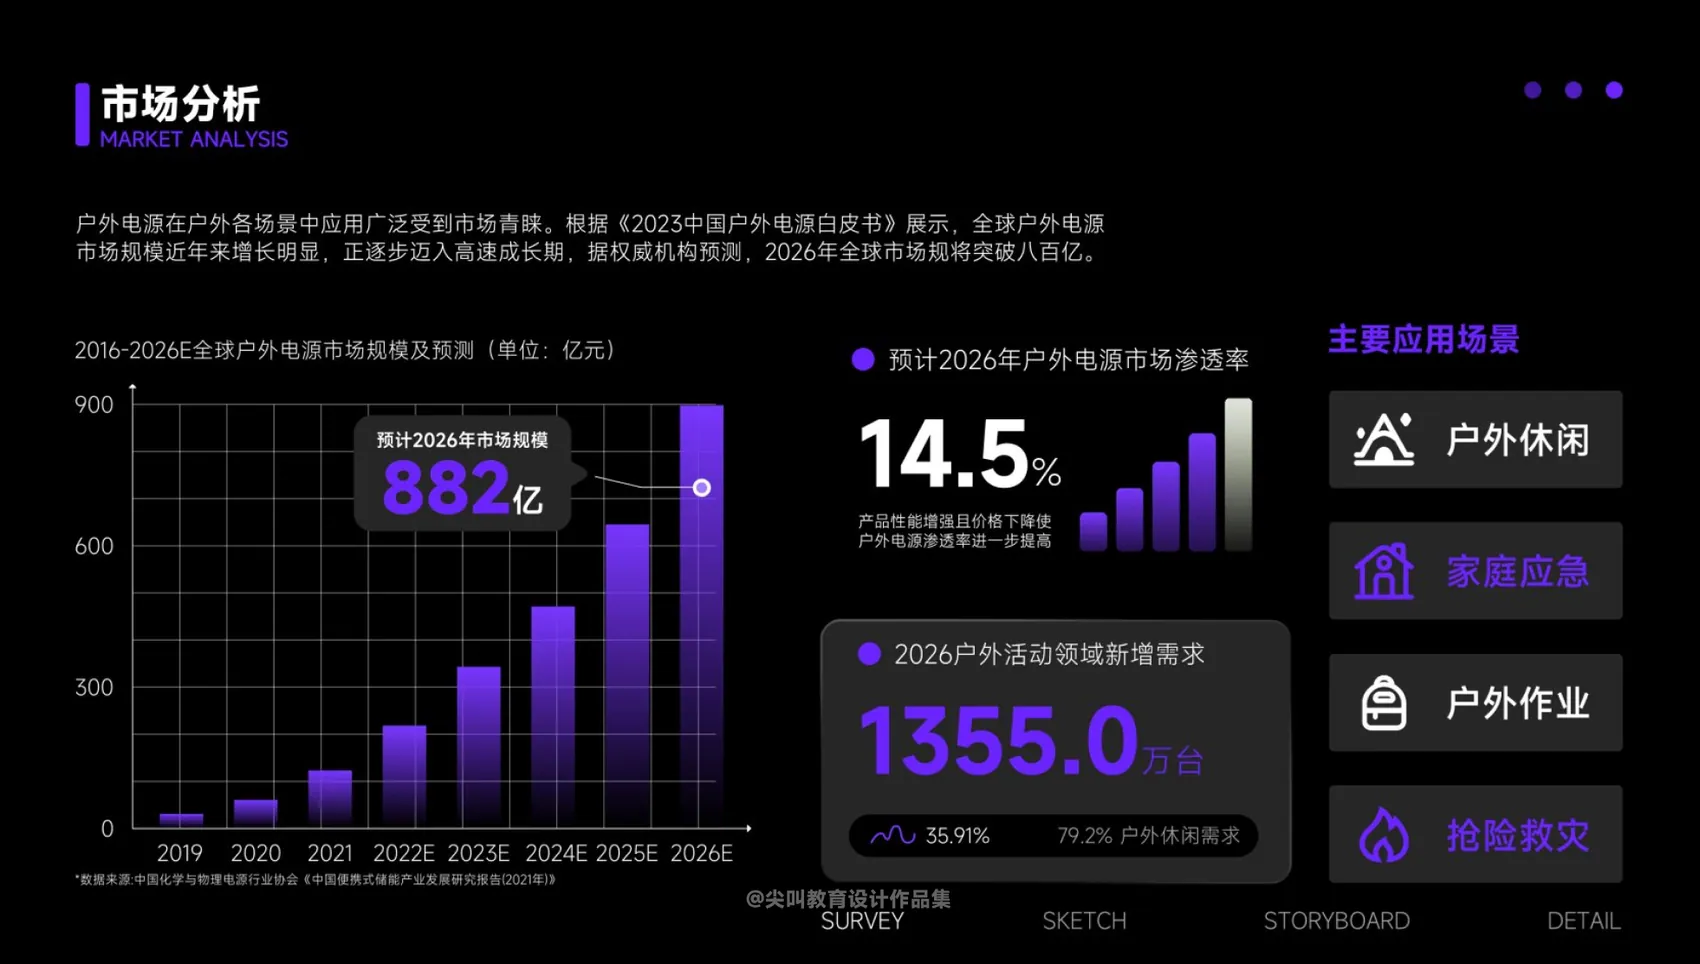 市场分析
MARKET ANALYSIS
户外电源在户外各场景中应用广泛受到市场青睐。根据《2023中国户外电源白皮书》展示，全球户外电源
市场规模近年来增长明显，正逐步迈入高速成长期，据权威机构预测，2026年全球市场规将突破八百亿。
2016-2026E全球户外电源市场规模及预测（单位：亿元）
900
600
300
0
预计2026年市场规模
882亿
2019 2020 2021 2022E 2023E 2024E 2025E 2026E
*数据来源:中国化学与物理电源行业协会《中国便携式储能产业发展研究报告(2021年)》
预计2026年户外电源市场渗透率
14.5%
产品性能增强且价格下降使
户外电源渗透率进一步提高
2026户外活动领域新增需求
1355.0万台
35.91% 79.2% 户外休闲需求
主要应用场景
户外休闲
家庭应急
户外作业
抢险救灾
@尖叫教育设计作品集
SURVEY SKETCH STORYBOARD DETAIL